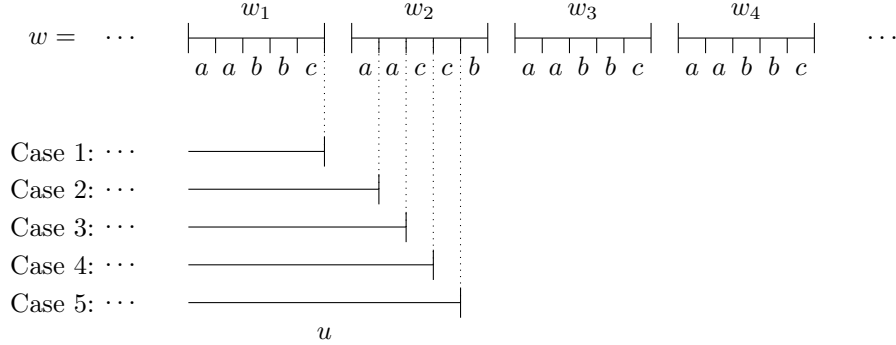 w₁ w₂ w₃ w₄
w = ··· ···
a a b b c a a c c b a a b b c a a b b c
Case 1: ···
Case 2: ···
Case 3: ···
Case 4: ···
Case 5: ···
u